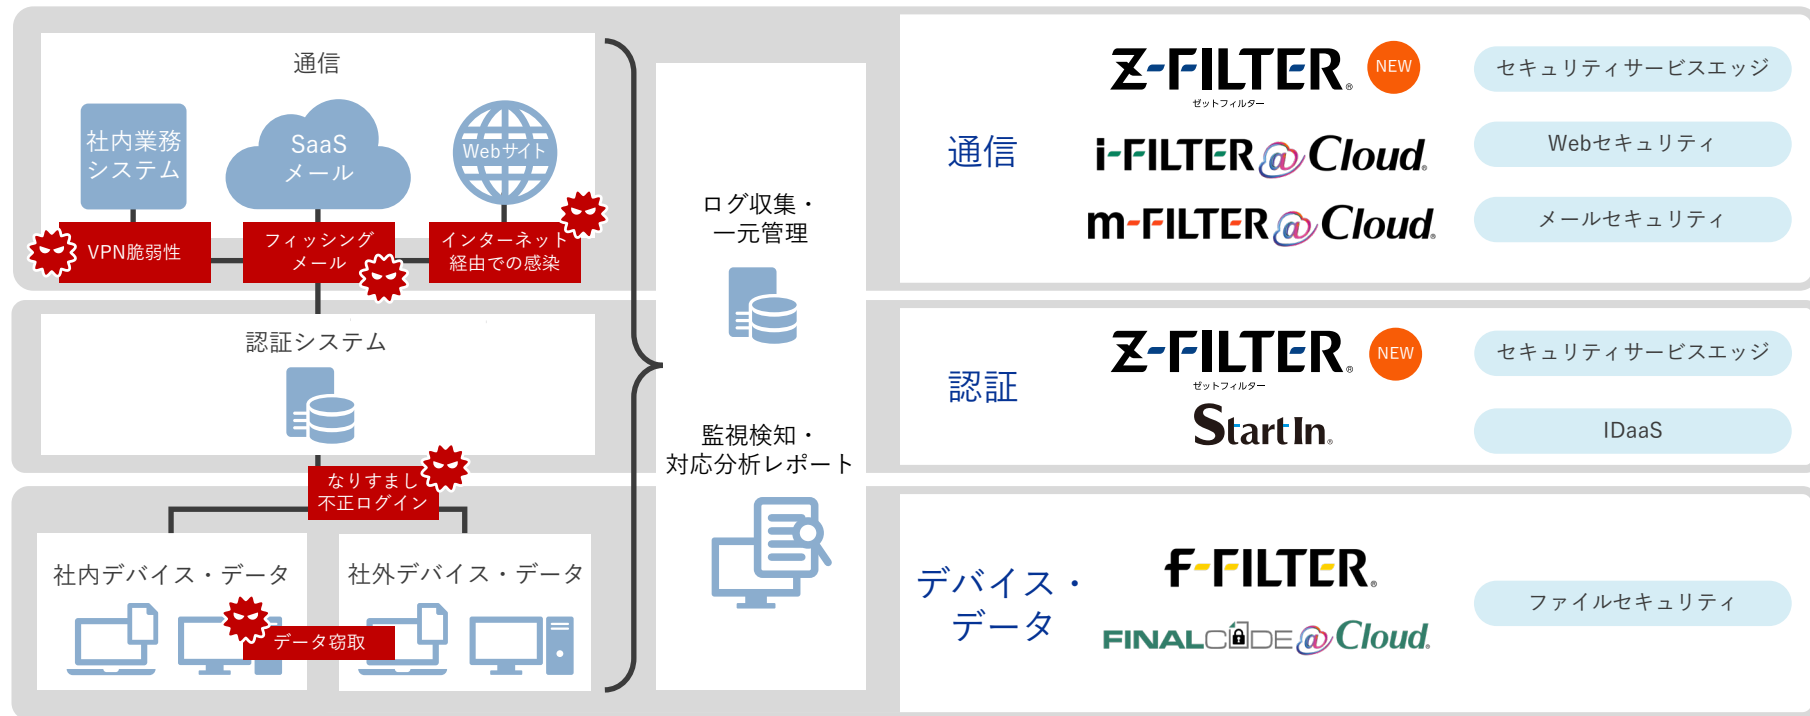 通信
社内業務
システム
SaaS
メール
Webサイト
VPN脆弱性
フィッシング
メール
インターネット
経由での感染
認証システム
なりすまし
不正ログイン
社内デバイス・データ
社外デバイス・データ
データ窃取
ログ収集・
一元管理
監視検知・
対応分析レポート
通信
Z-FILTER®
ゼットフィルター
NEW
セキュリティサービスエッジ
i-FILTER@Cloud®
Webセキュリティ
m-FILTER@Cloud®
メールセキュリティ
認証
Z-FILTER®
ゼットフィルター
NEW
セキュリティサービスエッジ
StartIn®
IDaaS
デバイス・
データ
f-FILTER®
FINALCODE@Cloud®
ファイルセキュリティ